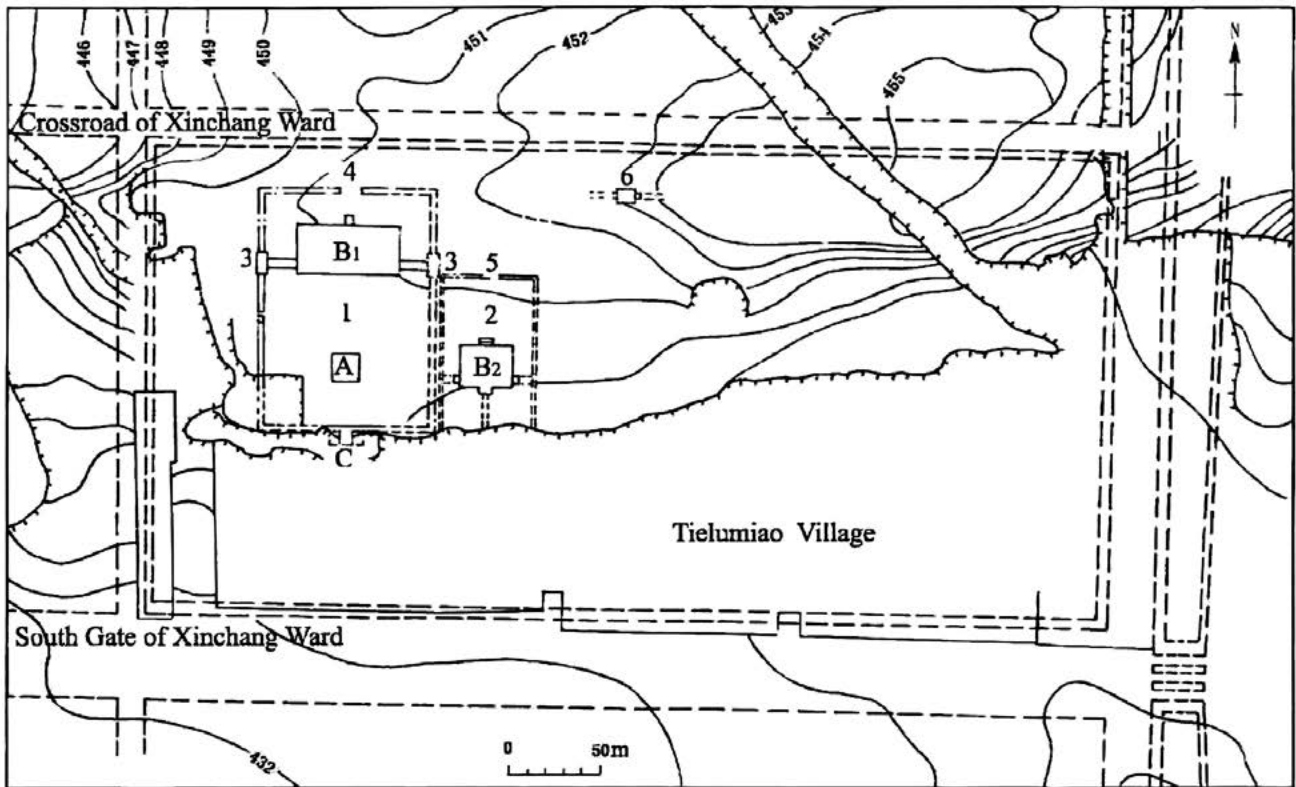 446
447
448
449
450
451
452
453
454
455
N
Crossroad of Xinchang Ward
4
6
3
B1
3
5
1
2
A
B2
C
Tielumiao Village
South Gate of Xinchang Ward
0 50m
432